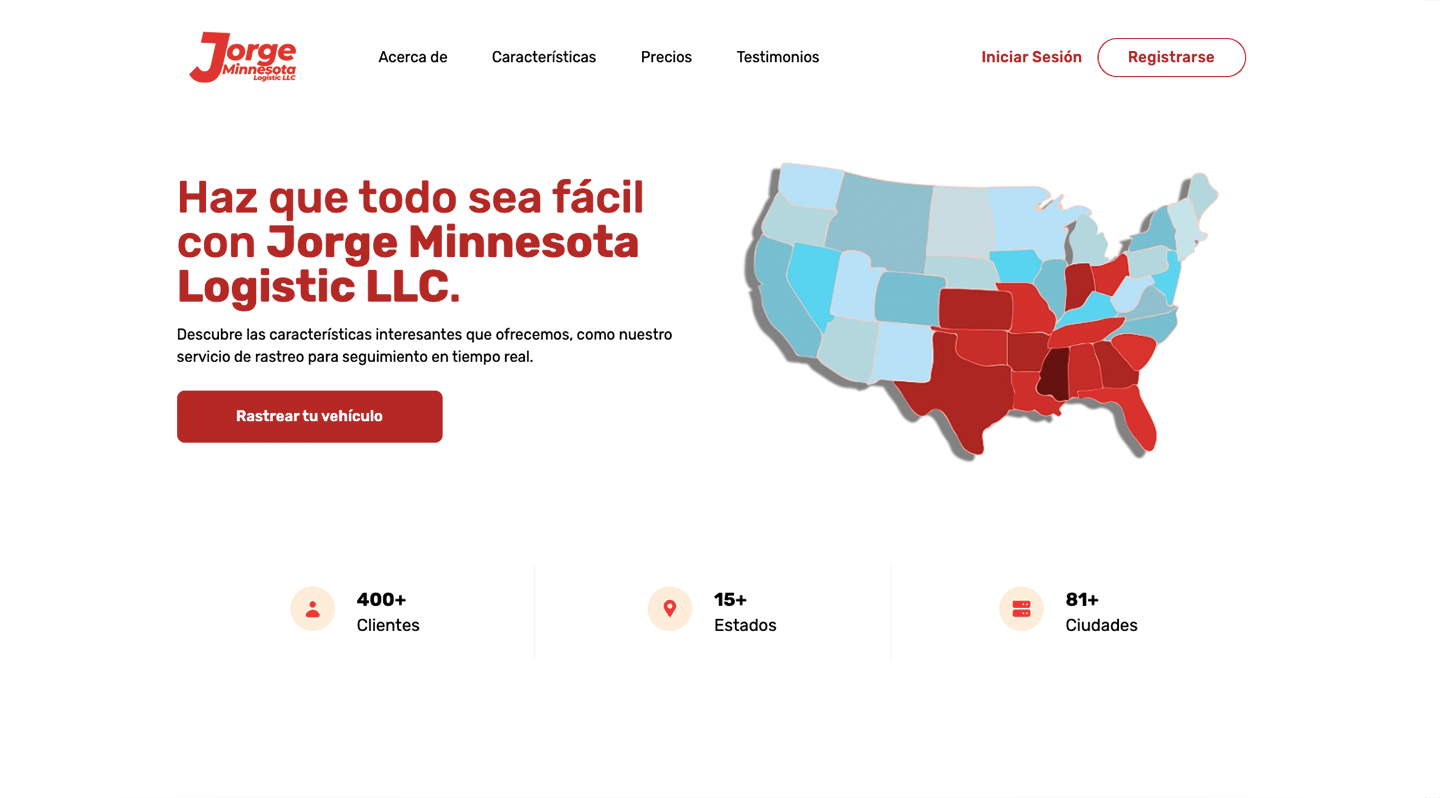 Jorge
Minnesota
Logistic LLC
Acerca de
Características
Precios
Testimonios
Iniciar Sesión
Registrarse
Haz que todo sea fácil
con Jorge Minnesota
Logistic LLC.
Descubre las características interesantes que ofrecemos, como nuestro
servicio de rastreo para seguimiento en tiempo real.
Rastrear tu vehículo
400+
Clientes
15+
Estados
81+
Ciudades